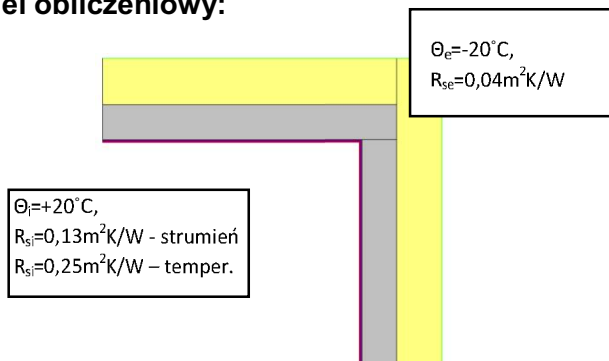 el obliczeniowy:
Θe=-20˚C,
Rse=0,04m²K/W
Θi=+20˚C,
Rsi=0,13m²K/W - strumień
Rsi=0,25m²K/W – temper.